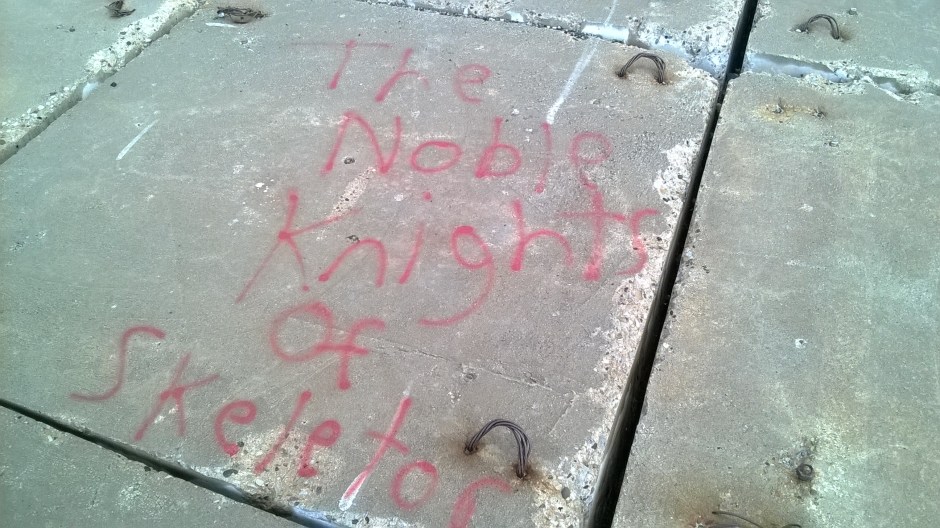 The
Noble
Knights
Of
Skeletor